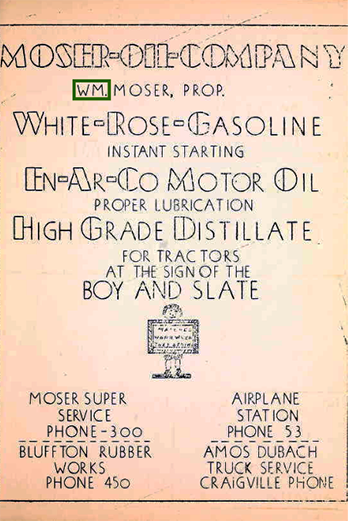 MOSER-OIL-COMPANY
WM. MOSER, PROP.
WHITE-ROSE-GASOLINE
INSTANT STARTING
EN-AR-CO MOTOR OIL
PROPER LUBRICATION
HIGH GRADE DISTILLATE
FOR TRACTORS
AT THE SIGN OF THE
BOY AND SLATE
MOSER SUPER
SERVICE
PHONE-300
BLUFFTON RUBBER
WORKS
PHONE 450
AIRPLANE
STATION
PHONE 53
AMOS DUBACH
TRUCK SERVICE
CRAIGVILLE PHONE